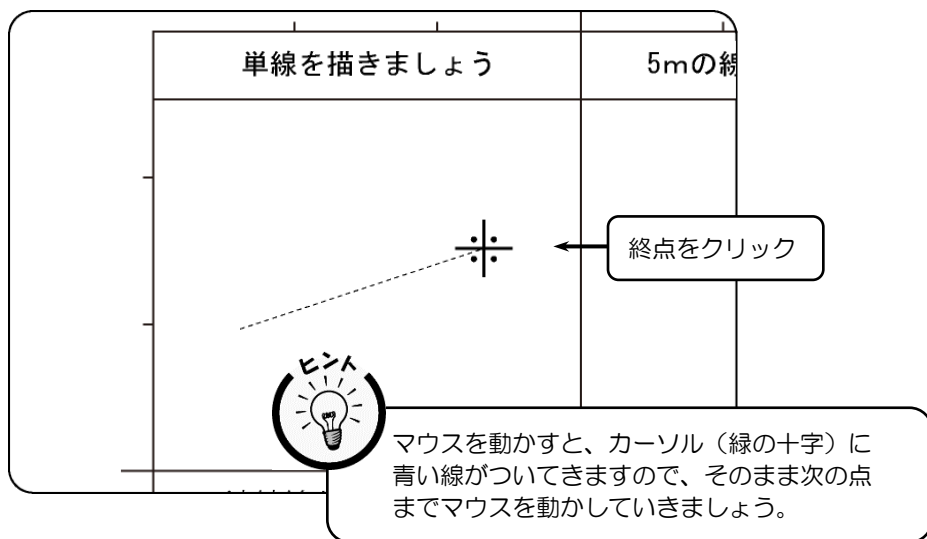 単線を描きましょう
5mの線
終点をクリック
ヒント
マウスを動かすと、カーソル（緑の十字）に
青い線がついてきますので、そのまま次の点
までマウスを動かしていきましょう。